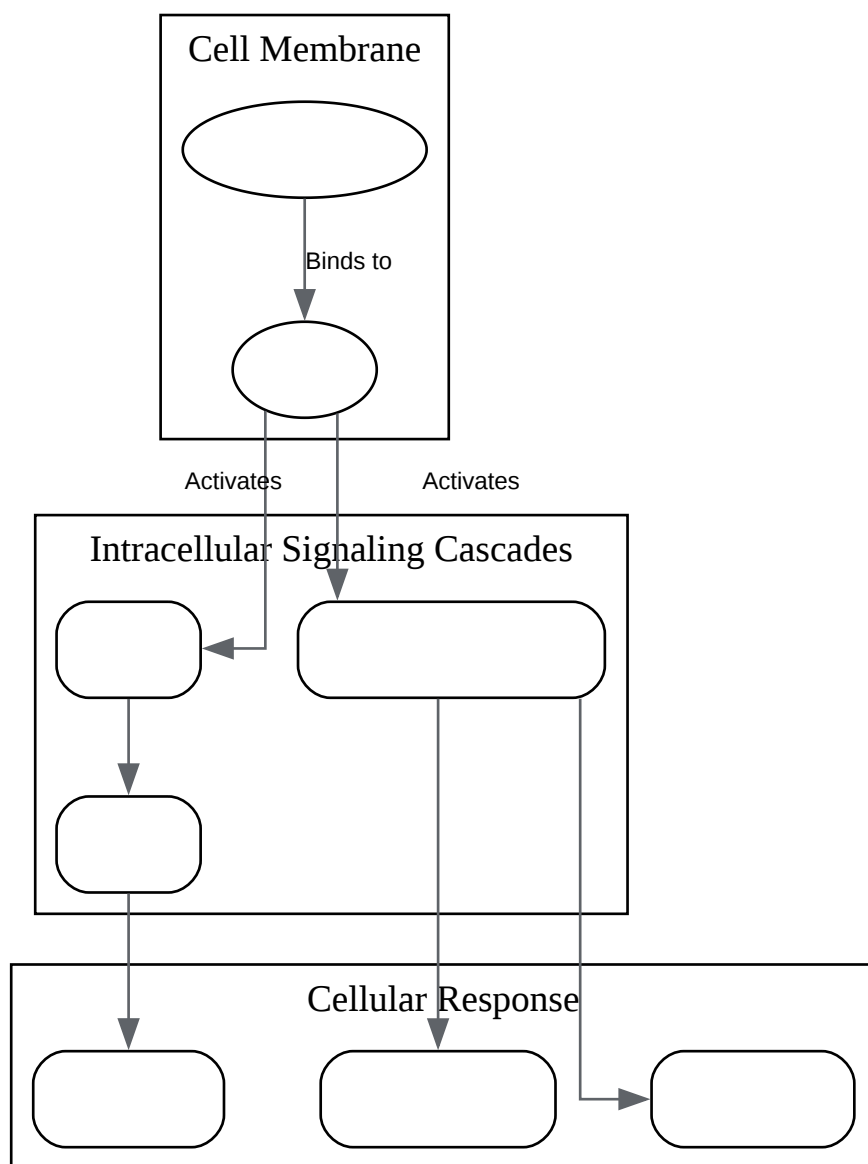 Cell Membrane
Binds to
Activates
Activates
Intracellular Signaling Cascades
Cellular Response